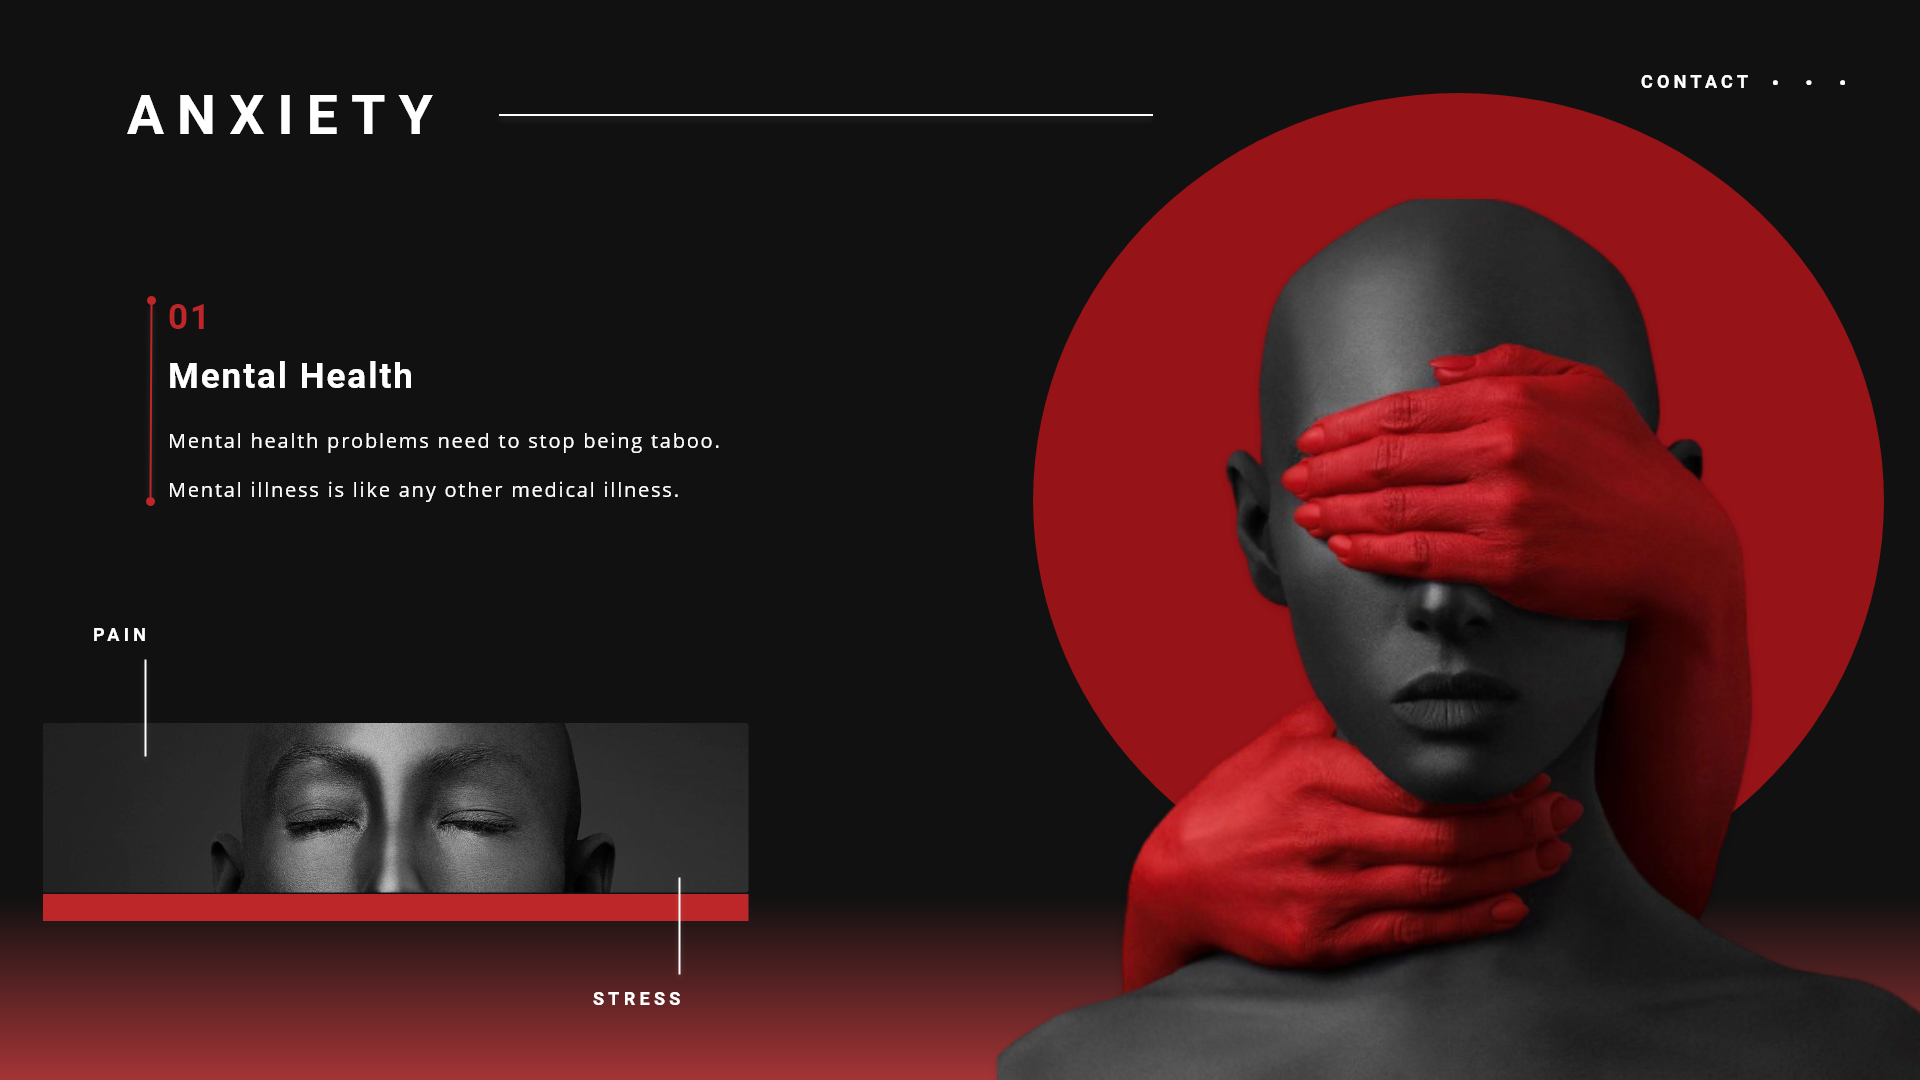 CONTACT
ANXIETY
01
Mental Health
Mental health problems need to stop being taboo.
Mental illness is like any other medical illness.
PAIN
STRESS